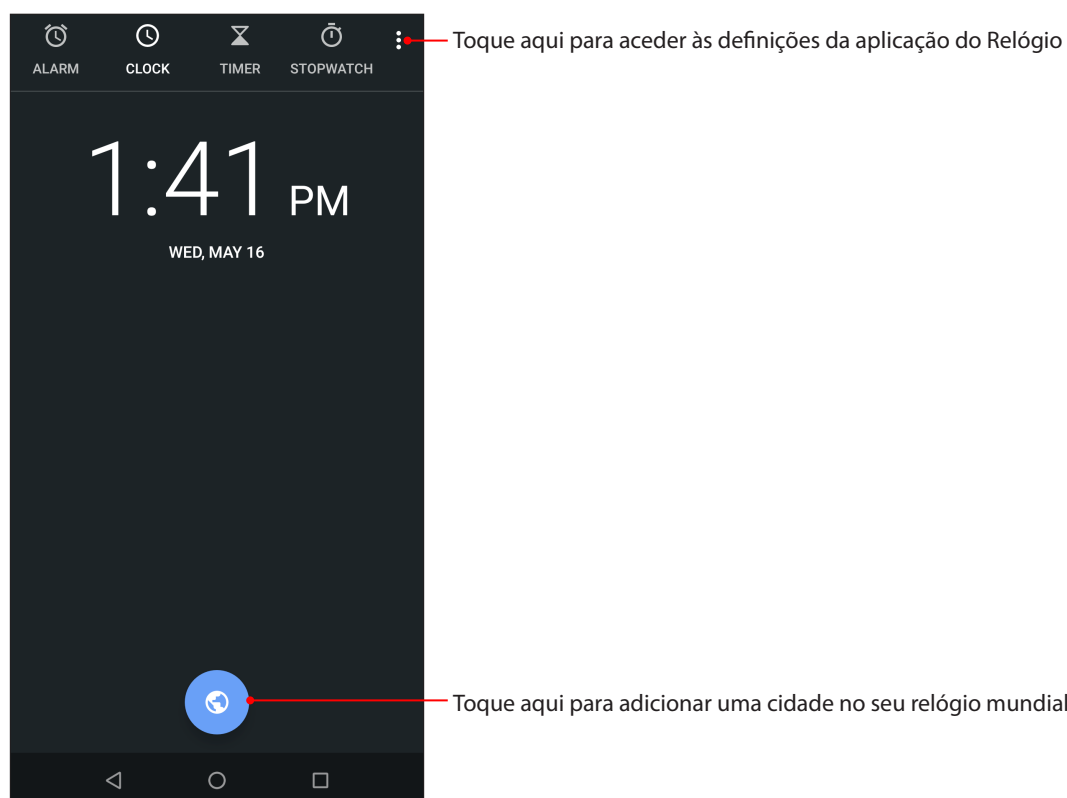 Toque aqui para aceder às definições da aplicação do Relógio
ALARM CLOCK TIMER STOPWATCH
1:41 PM
WED, MAY 16
Toque aqui para adicionar uma cidade no seu relógio mundial